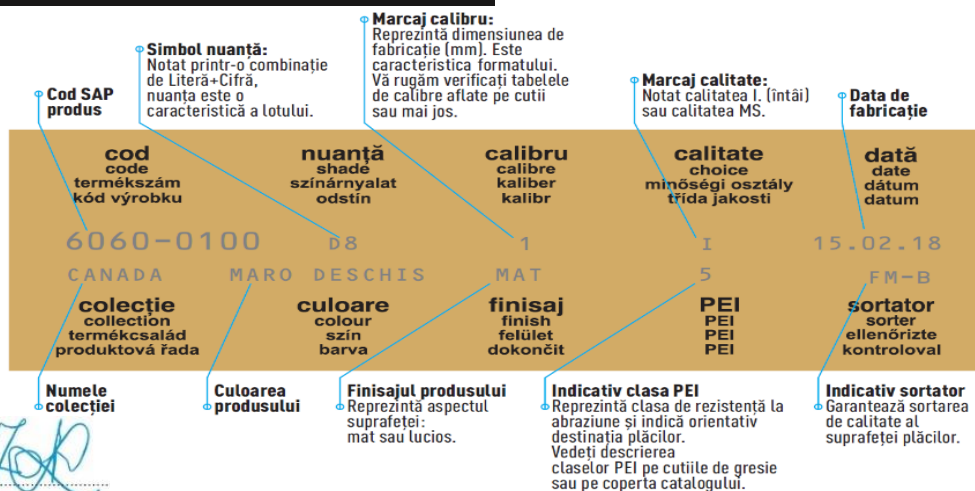 Marcaj calibru:
Reprezintă dimensiunea de
fabricație (mm). Este
caracteristica formatului.
Vă rugăm verificați tabelele
de calibre aflate pe cutii
sau mai jos.
Simbol nuanță:
Notat printr-o combinație
de Literă+Cifră,
nuanța este o
caracteristică a lotului.
Marcaj calitate:
Notat calitatea I. (întâi)
sau calitatea MS.
Cod SAP
produs
Data de
fabricație
cod
code
termékszám
kód výrobku
nuanță
shade
színárnyalat
odstín
calibru
calibre
kaliber
kalibr
calitate
choice
minőségi osztály
třída jakosti
dată
date
dátum
datum
6060-0100 D8 1 I 15.02.18
CANADA MARO DESCHIS MAT 5 FM-B
colecție
collection
termékcsalád
produktová řada
culoare
colour
szín
barva
finisaj
finish
felület
dokončit
PEI
PEI
PEI
PEI
sortator
sorter
ellenőrizte
kontroloval
Numele
colecției
Culoarea
produsului
Finisajul produsului
Reprezintă aspectul
suprafeței:
mat sau lucios.
Indicativ clasa PEI
Reprezintă clasa de rezistență la
abraziune și indică orientativ
destinația plăcilor.
Vedeți descrierea
claselor PEI pe cutiile de gresie
sau pe coperta catalogului.
Indicativ sortator
Garantează sortarea
de calitate al
suprafeței plăcilor.